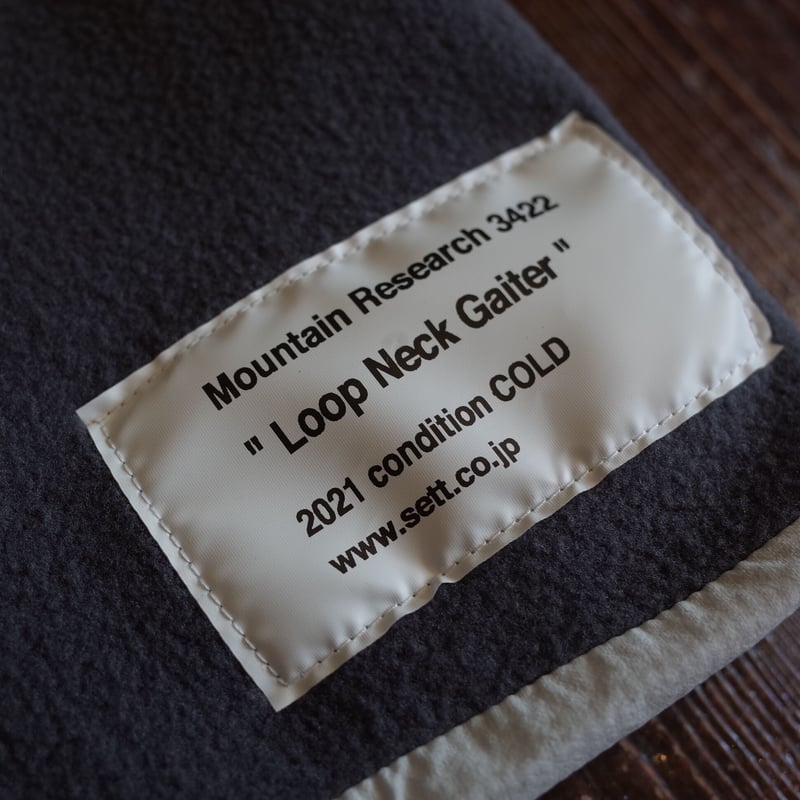 Mountain Research 3422
" Loop Neck Gaiter"
2021 condition COLD
www.sett.co.jp